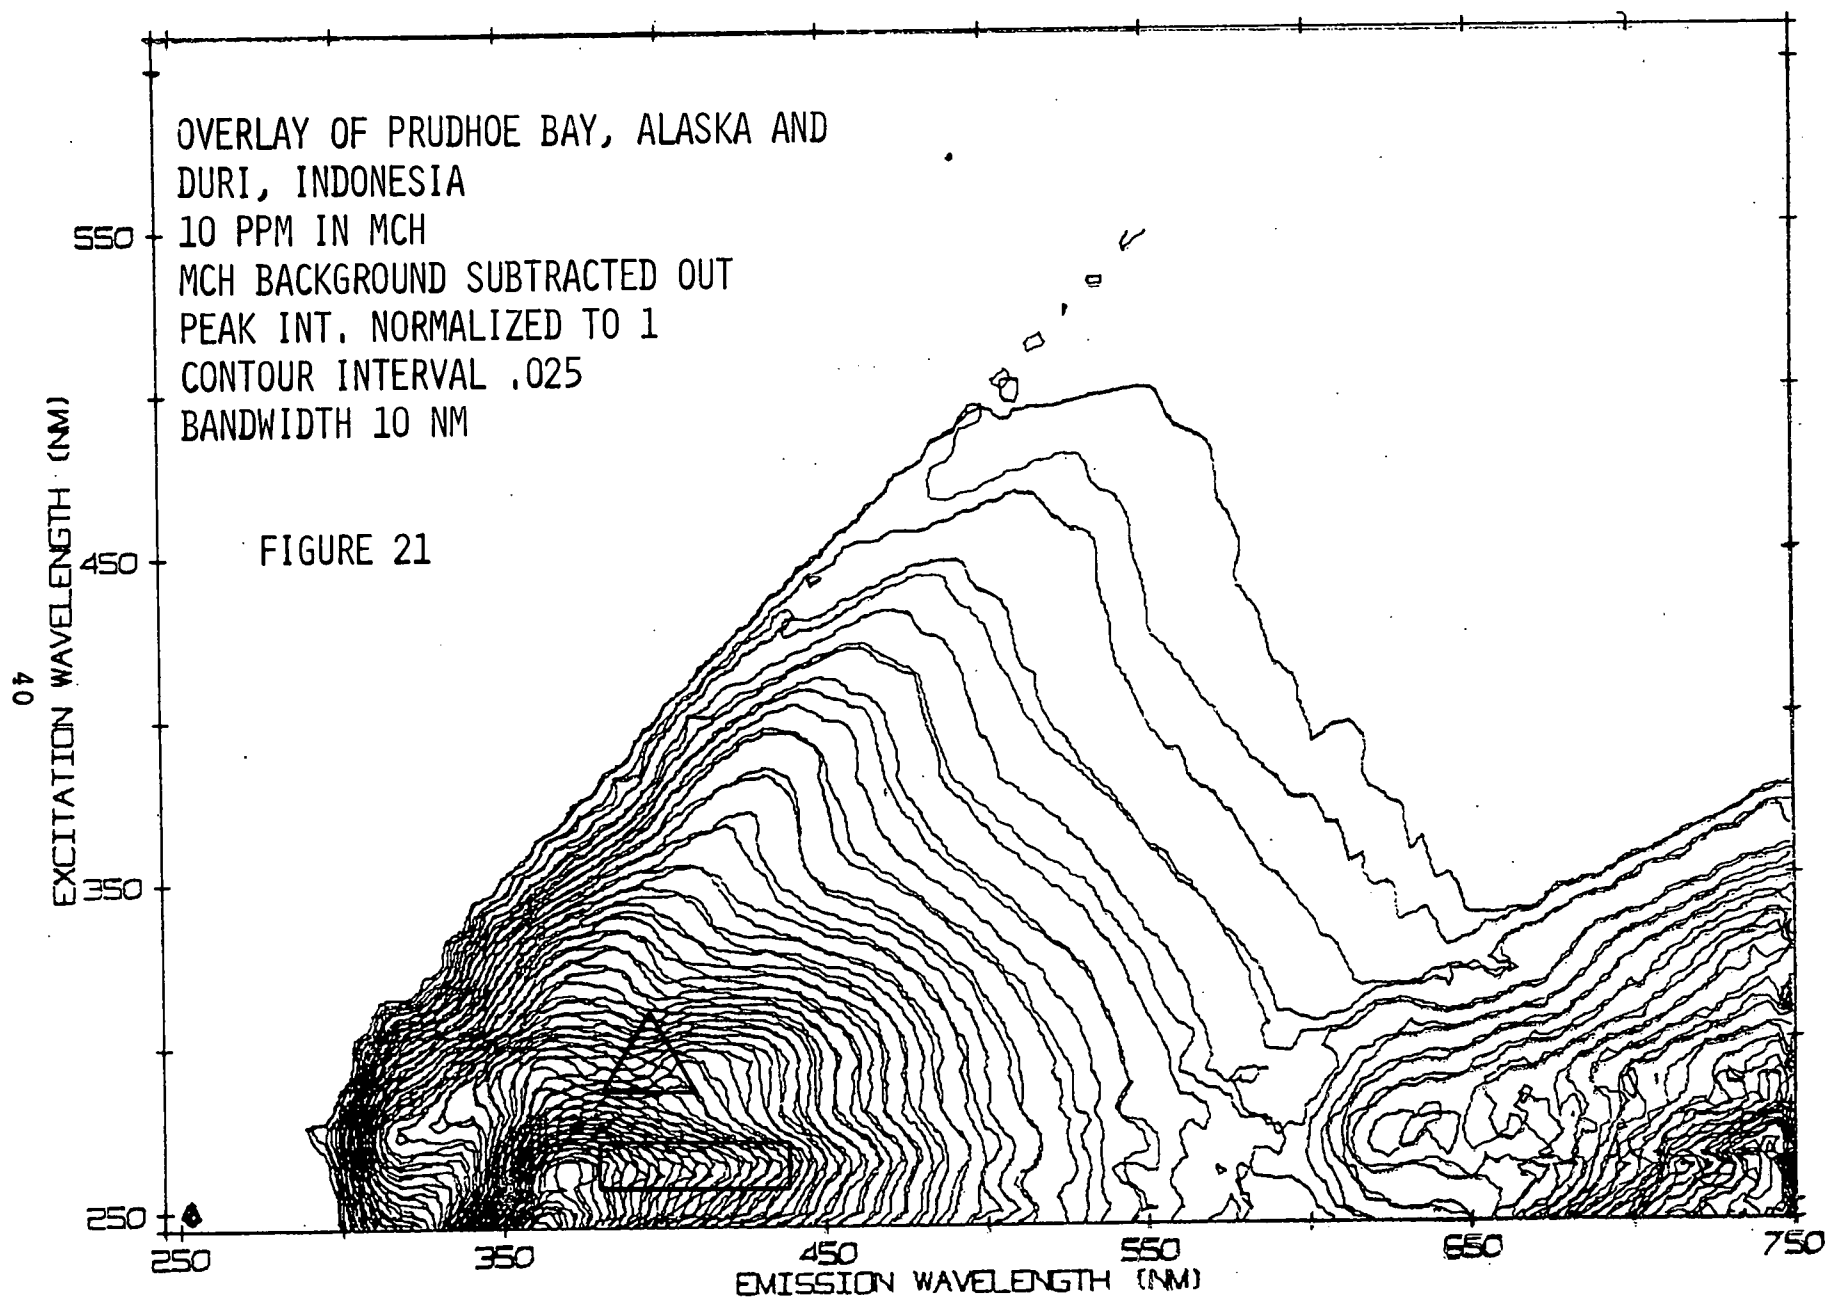 OVERLAY OF PRUDHOE BAY, ALASKA AND
DURI, INDONESIA
10 PPM IN MCH
MCH BACKGROUND SUBTRACTED OUT
PEAK INT. NORMALIZED TO 1
CONTOUR INTERVAL .025
BANDWIDTH 10 NM
FIGURE 21
550
450
350
250
EXCITATION WAVELENGTH (NM)
40
250 350 450 550 650 750
EMISSION WAVELENGTH (NM)